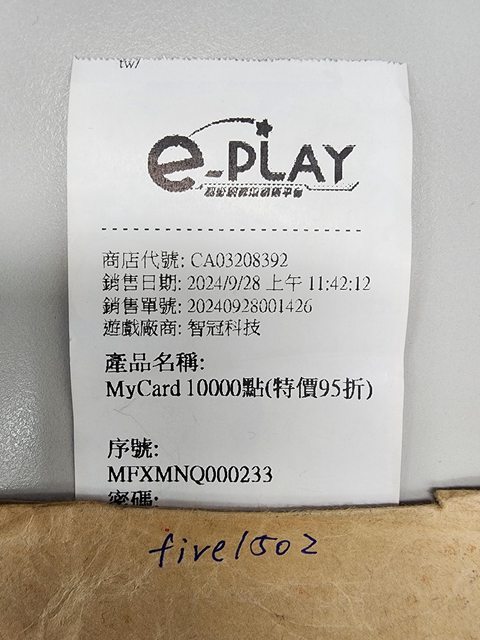 tw/
e-PLAY
商店代號: CA03208392
銷售日期: 2024/9/28 上午 11:42:12
銷售單號: 20240928001426
遊戲廠商: 智冠科技
產品名稱:
MyCard 10000點(特價95折)
序號:
MFXMNQ000233
密碼:
five1502